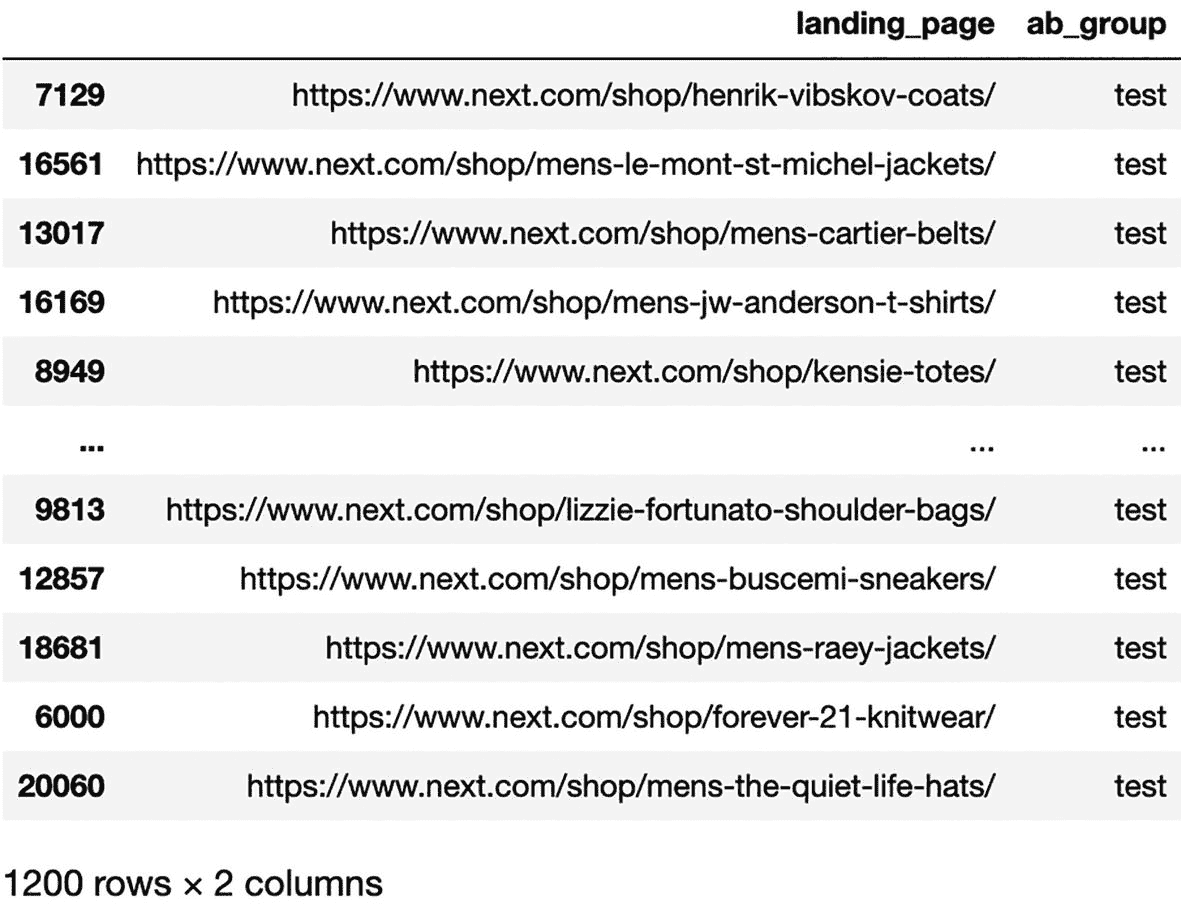 landing_page ab_group
7129 https://www.next.com/shop/henrik-vibskov-coats/ test
16561 https://www.next.com/shop/mens-le-mont-st-michel-jackets/ test
13017 https://www.next.com/shop/mens-cartier-belts/ test
16169 https://www.next.com/shop/mens-jw-anderson-t-shirts/ test
8949 https://www.next.com/shop/kensie-totes/ test
... ... ...
9813 https://www.next.com/shop/lizzie-fortunato-shoulder-bags/ test
12857 https://www.next.com/shop/mens-buscemi-sneakers/ test
18681 https://www.next.com/shop/mens-raey-jackets/ test
6000 https://www.next.com/shop/forever-21-knitwear/ test
20060 https://www.next.com/shop/mens-the-quiet-life-hats/ test
1200 rows × 2 columns